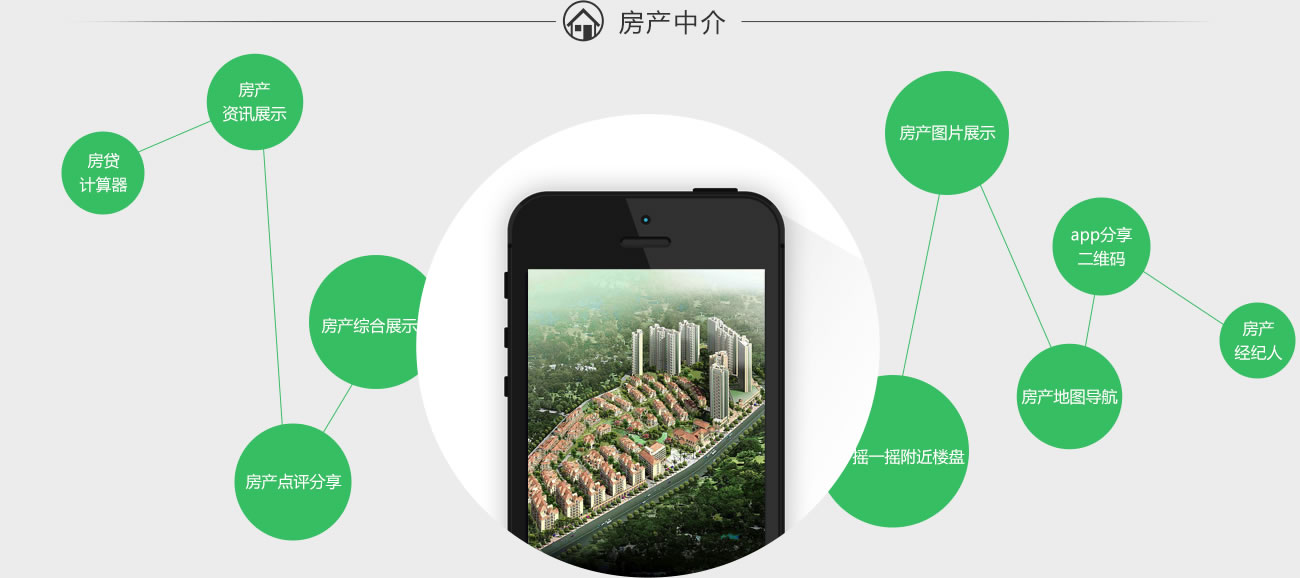 房产中介
房产
资讯展示
房贷
计算器
房产综合展示
房产点评分享
房产图片展示
app分享
二维码
房产
经纪人
房产地图导航
摇一摇附近楼盘